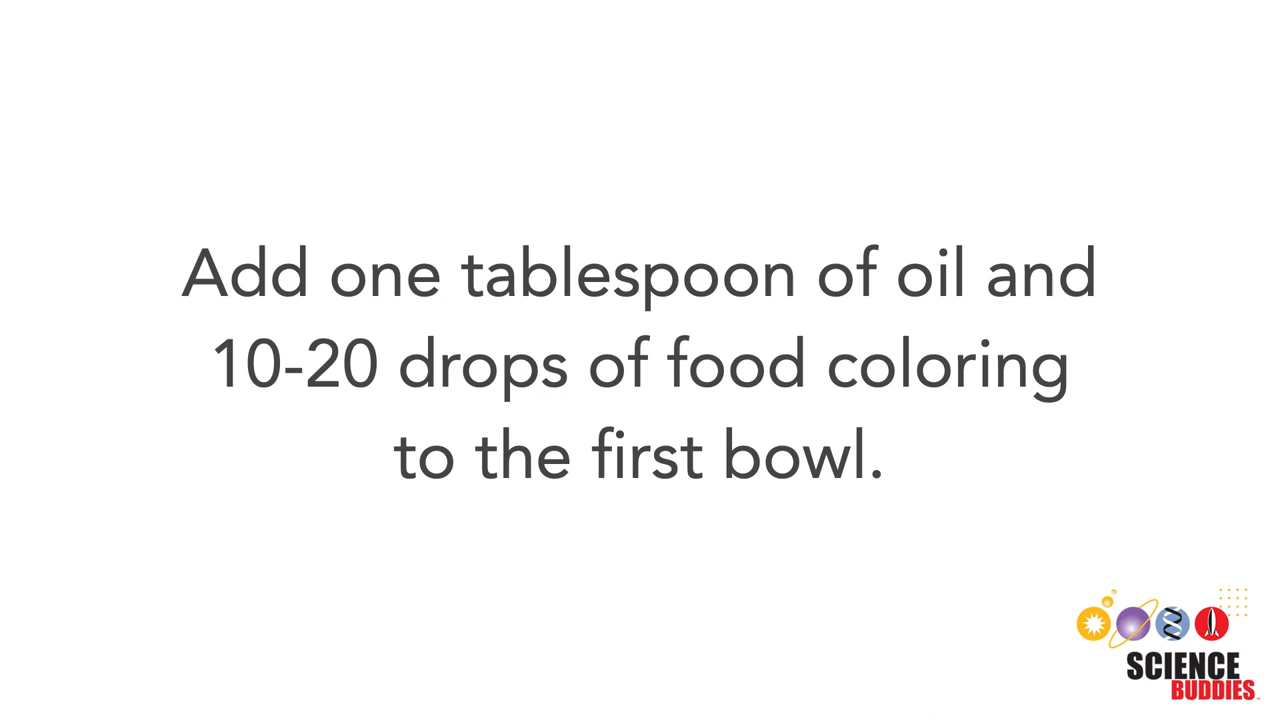 Add one tablespoon of oil and
10-20 drops of food coloring
to the first bowl.
SCIENCE
BUDDIES